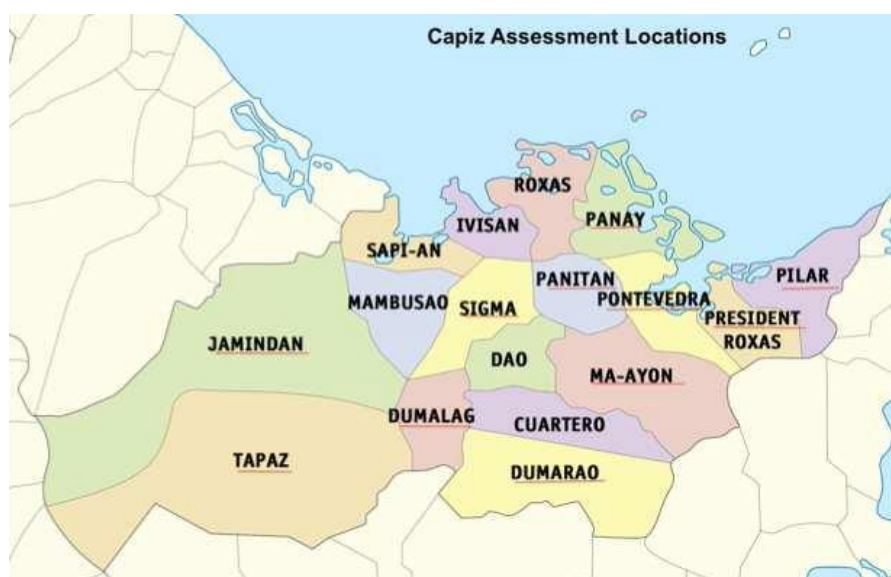 Capiz Assessment Locations
ROXAS
PANAY
IVISAN
SAPI-AN
PILAR
PANITAN
MAMBUSAO
SIGMA
PONTEVEDRA
PRESIDENT
ROXAS
JAMINDAN
DAO
MA-AYON
DUMALAG
CUARTERO
TAPAZ
DUMARAO